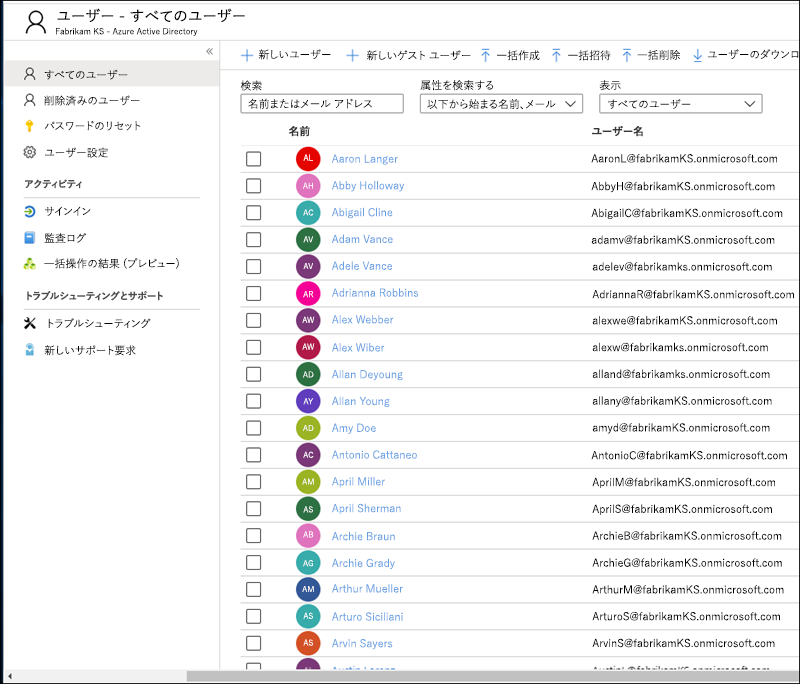 ユーザー - すべてのユーザー
Fabrikam KS - Azure Active Directory
«
すべてのユーザー
削除済みのユーザー
パスワードのリセット
ユーザー設定
アクティビティ
サインイン
監査ログ
一括操作の結果 (プレビュー)
トラブルシューティングとサポート
トラブルシューティング
新しいサポート要求
新しいユーザー 新しいゲスト ユーザー 一括作成 一括招待 一括削除 ユーザーのダウンロ
検索 属性を検索する 表示
名前またはメール アドレス 以下から始まる名前、メール すべてのユーザー
名前 ユーザー名
AL Aaron Langer AaronL@fabrikamKS.onmicrosoft.com
AH Abby Holloway AbbyH@fabrikamKS.onmicrosoft.com
AC Abigail Cline AbigailC@fabrikamKS.onmicrosoft.com
AV Adam Vance adamv@fabrikamKS.onmicrosoft.com
AV Adele Vance adelev@fabrikamks.onmicrosoft.com
AR Adrianna Robbins AdriannaR@fabrikamKS.onmicrosoft.com
AW Alex Webber alexwe@fabrikamKS.onmicrosoft.com
AW Alex Wiber alexw@fabrikamks.onmicrosoft.com
AD Allan Deyoung alland@fabrikamks.onmicrosoft.com
AY Allan Young allany@fabrikamKS.onmicrosoft.com
AD Amy Doe amyd@fabrikamKS.onmicrosoft.com
AC Antonio Cattaneo AntonioC@fabrikamKS.onmicrosoft.com
AM April Miller AprilM@fabrikamKS.onmicrosoft.com
AS April Sherman AprilS@fabrikamKS.onmicrosoft.com
AB Archie Braun ArchieB@fabrikamKS.onmicrosoft.com
AG Archie Grady ArchieG@fabrikamKS.onmicrosoft.com
AM Arthur Mueller ArthurM@fabrikamKS.onmicrosoft.com
AS Arturo Siciliani ArturoS@fabrikamKS.onmicrosoft.com
AS Arvin Sayers ArvinS@fabrikamKS.onmicrosoft.com